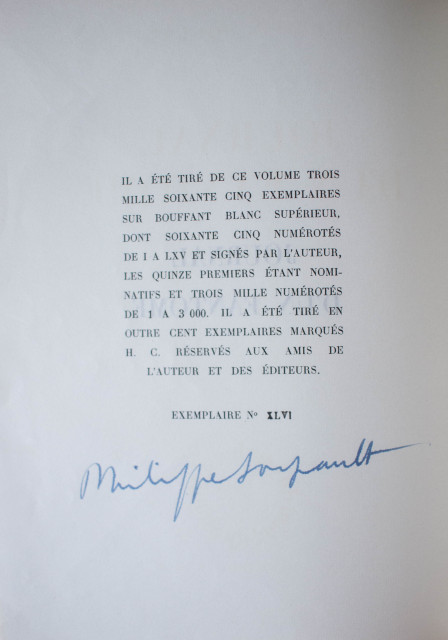 IL A ÉTÉ TIRÉ DE CE VOLUME TROIS
MILLE SOIXANTE CINQ EXEMPLAIRES
SUR BOUFFANT BLANC SUPÉRIEUR,
DONT SOIXANTE CINQ NUMÉROTÉS
DE I A LXV ET SIGNÉS PAR L'AUTEUR,
LES QUINZE PREMIERS ÉTANT NOMI-
NATIFS ET TROIS MILLE NUMÉROTÉS
DE 1 A 3 000. IL A ÉTÉ TIRÉ EN
OUTRE CENT EXEMPLAIRES MARQUÉS
H. C. RÉSERVÉS AUX AMIS DE
L'AUTEUR ET DES ÉDITEURS.
EXEMPLAIRE Nº XLVI
Philippe Soupault